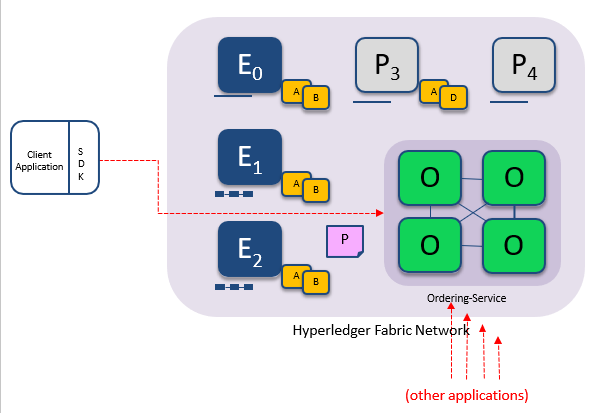 E0
A
B
P3
A
D
P4
Client
Application
S
D
K
E1
A
B
O
O
E2
A
B
P
O
O
Ordering-Service
Hyperledger Fabric Network
(other applications)